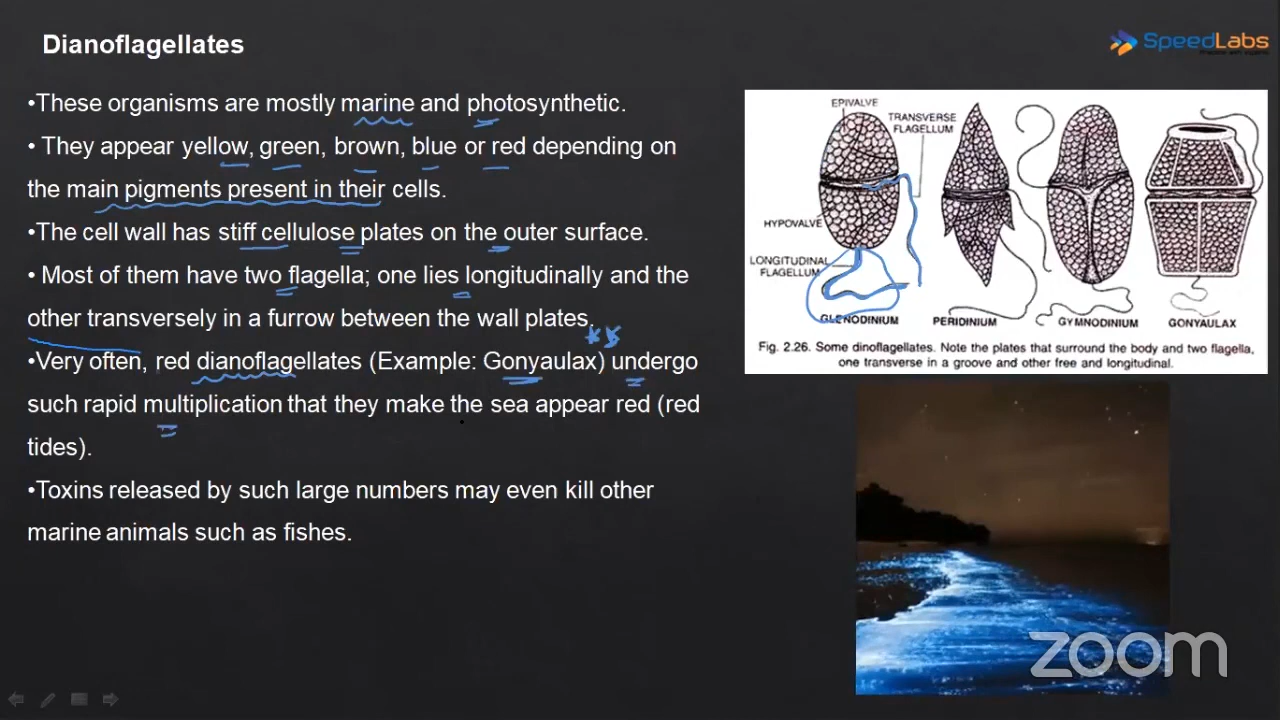 Dianoflagellates
SpeedLabs
•These organisms are mostly marine and photosynthetic.
• They appear yellow, green, brown, blue or red depending on
the main pigments present in their cells.
•The cell wall has stiff cellulose plates on the outer surface.
• Most of them have two flagella; one lies longitudinally and the
other transversely in a furrow between the wall plates.
•Very often, red dianoflagellates (Example: Gonyaulax) undergo
such rapid multiplication that they make the sea appear red (red
tides).
•Toxins released by such large numbers may even kill other
marine animals such as fishes.
EPIVALVE
TRANSVERSE
FLAGELLUM
HYPOVALVE
LONGITUDINAL
FLAGELLUM
GLENODINIUM PERIDINIUM GYMNODINIUM GONYAULAX
Fig. 2.26. Some dinoflagellates. Note the plates that surround the body and two flagella,
one transverse in a groove and other free and longitudinal.
zoom